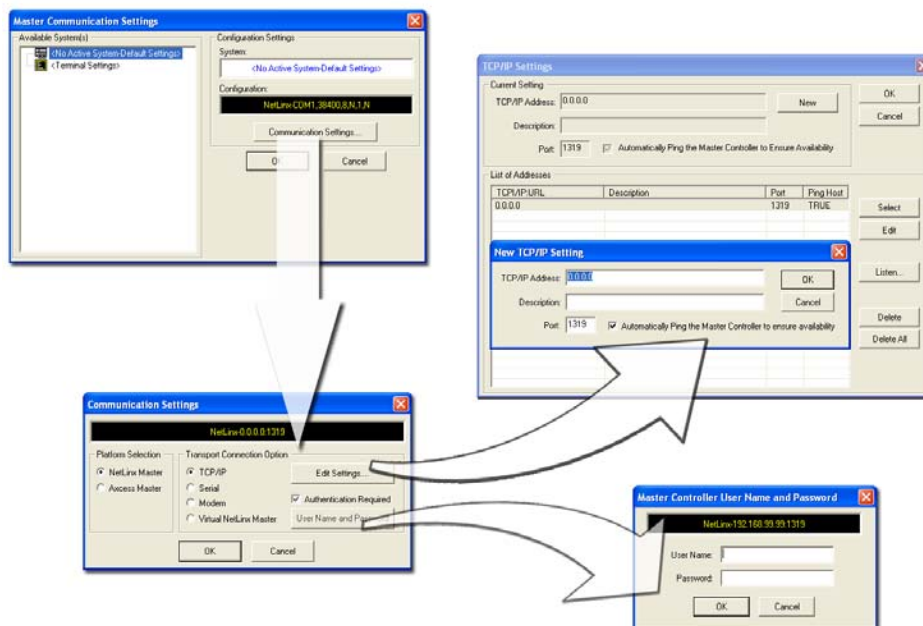 Master Communication Settings
Available System(s)
<No Active System-Default Settings>
<Terminal Settings>
Configuration Settings
System:
<No Active System-Default Settings>
Configuration:
NetLinx-COM1,38400,8,N,1,N
Communication Settings...
OK
Cancel
TCP/IP Settings
Current Setting
TCP/IP Address: 0.0.0.0
New
Description:
Port: 1319
Automatically Ping the Master Controller to Ensure Availability
OK
Cancel
List of Addresses
TCP\/IP:URL Description Port Ping Host
0.0.0.0 1319 TRUE
Select
Edit
Listen...
Delete
Delete All
New TCP/IP Setting
TCP/IP Address: 0.0.0.0
OK
Description:
Cancel
Port: 1319
Automatically Ping the Master Controller to ensure availability
Communication Settings
NetLinx-0.0.0.0:1319
Platform Selection
NetLinx Master
Axcess Master
Transport Connection Option
TCP/IP
Serial
Modem
Virtual NetLinx Master
Edit Settings...
Authentication Required
User Name and Password
OK
Cancel
Master Controller User Name and Password
NetLinx-192.168.99.99:1319
User Name:
Password:
OK
Cancel